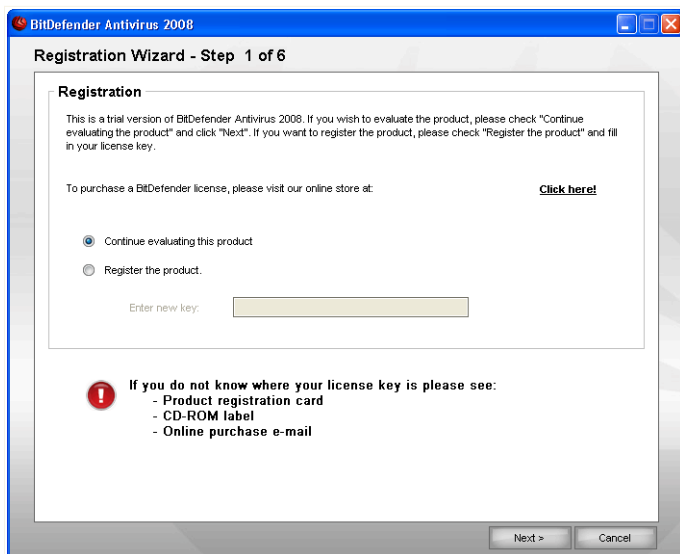 BitDefender Antivirus 2008
Registration Wizard - Step 1 of 6
Registration
This is a trial version of BitDefender Antivirus 2008. If you wish to evaluate the product, please check "Continue
evaluating the product" and click "Next". If you want to register the product, please check "Register the product" and fill
in your license key.
To purchase a BitDefender license, please visit our online store at: Click here!
Continue evaluating this product
Register the product.
Enter new key:
If you do not know where your license key is please see:
- Product registration card
- CD-ROM label
- Online purchase e-mail
Next > Cancel